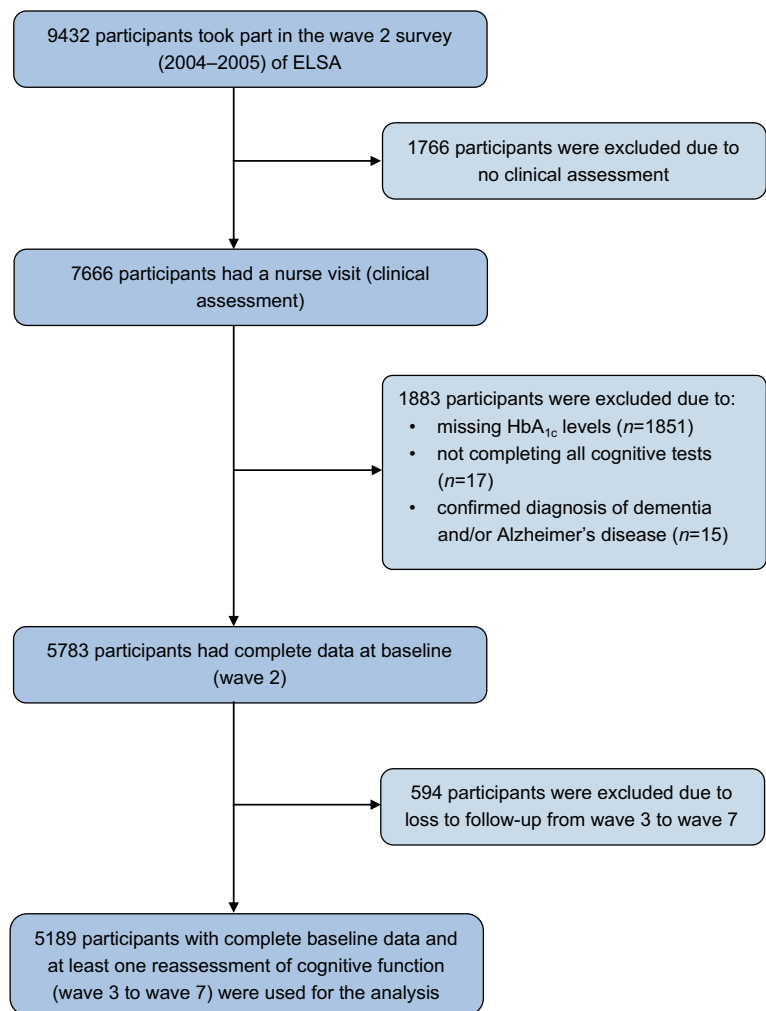 9432 participants took part in the wave 2 survey
(2004–2005) of ELSA
1766 participants were excluded due to
no clinical assessment
7666 participants had a nurse visit (clinical
assessment)
1883 participants were excluded due to:
• missing HbA1c levels (n=1851)
• not completing all cognitive tests
(n=17)
• confirmed diagnosis of dementia
and/or Alzheimer’s disease (n=15)
5783 participants had complete data at baseline
(wave 2)
594 participants were excluded due to
loss to follow-up from wave 3 to wave 7
5189 participants with complete baseline data and
at least one reassessment of cognitive function
(wave 3 to wave 7) were used for the analysis